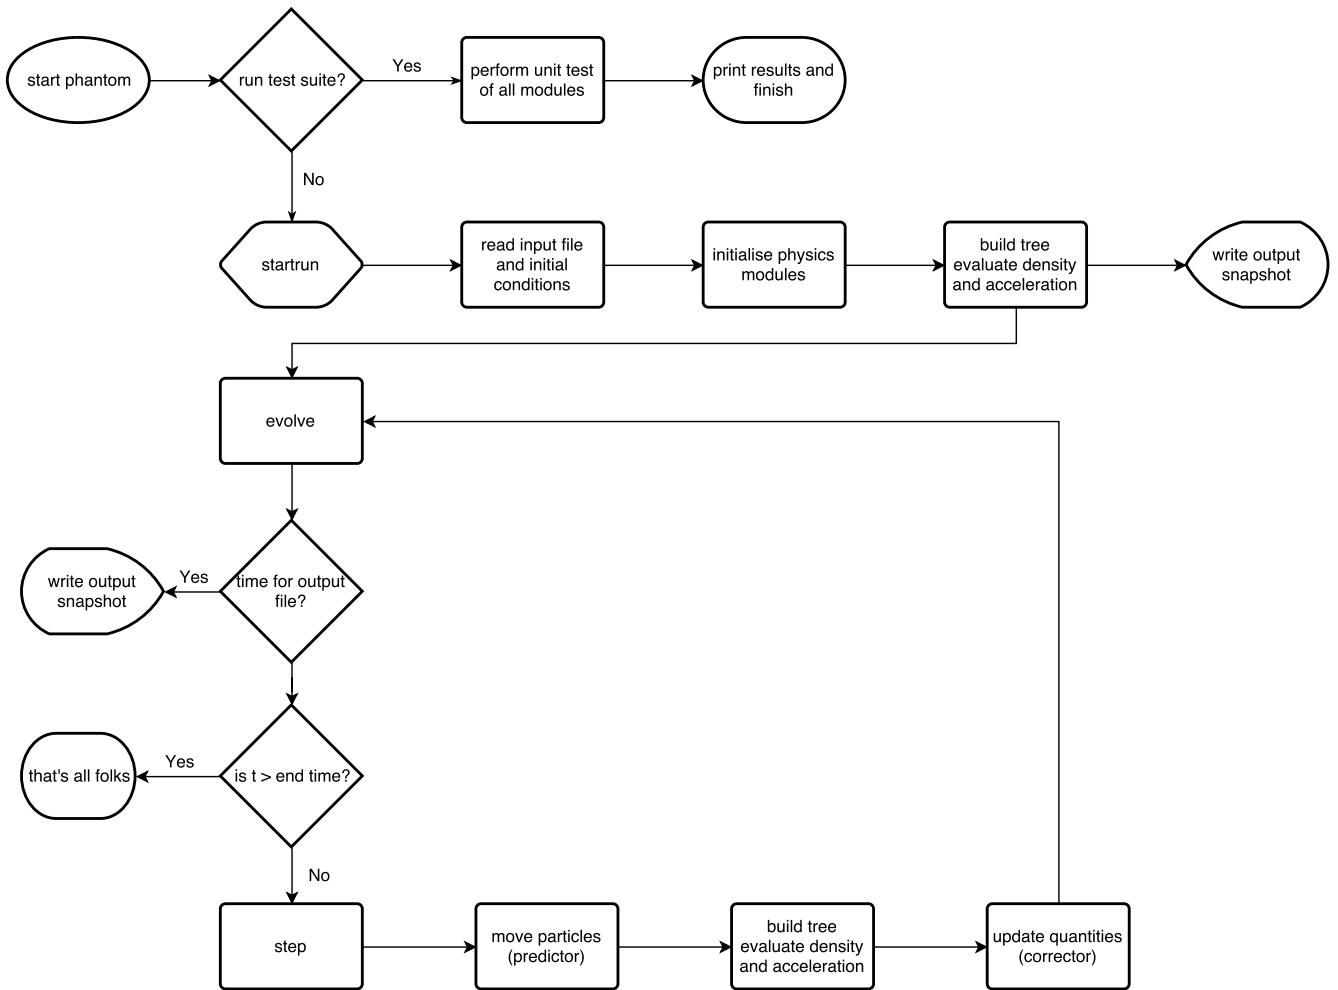 start phantom
run test suite?
Yes
perform unit test
of all modules
print results and
finish
No
startrun
read input file
and initial
conditions
initialise physics
modules
build tree
evaluate density
and acceleration
write output
snapshot
evolve
time for output
file?
Yes
write output
snapshot
is t > end time?
Yes
that's all folks
No
step
move particles
(predictor)
build tree
evaluate density
and acceleration
update quantities
(corrector)